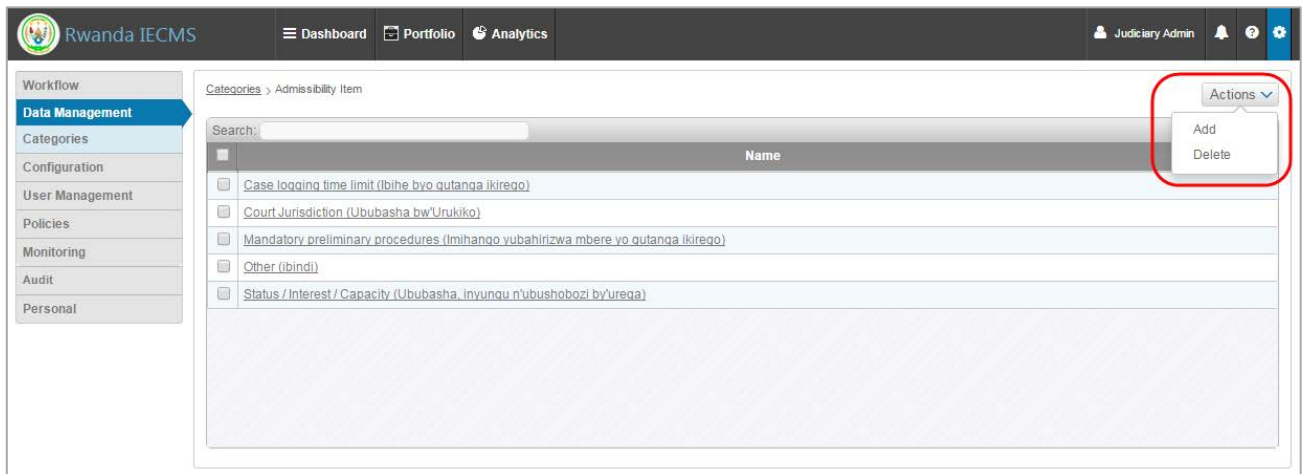 Rwanda IECMS
Dashboard Portfolio Analytics Judiciary Admin
Workflow
Data Management
Categories
Configuration
User Management
Policies
Monitoring
Audit
Personal
Categories > Admissibility Item
Actions
Add
Delete
Search:
Name
Case logging time limit (Ibihe byo gutanga ikirego)
Court Jurisdiction (Ububasha bw'Urukiko)
Mandatory preliminary procedures (Imihango yubahirizwa mbere yo gutanga ikirego)
Other (ibindi)
Status / Interest / Capacity (Ububasha, inyungu n'ubushobozi by'urega)